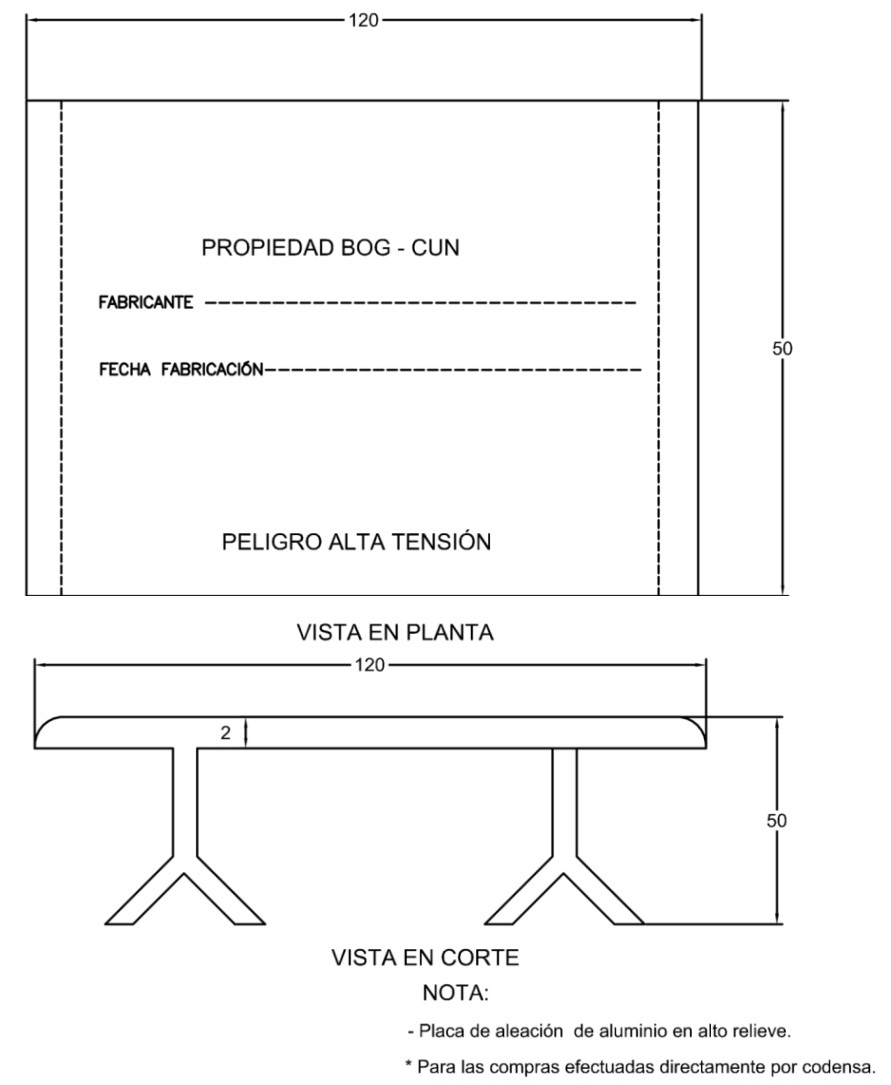 120
PROPIEDAD BOG - CUN
FABRICANTE --------------------------------
50
FECHA FABRICACIÓN----------------------------
PELIGRO ALTA TENSIÓN
VISTA EN PLANTA
120
2
50
VISTA EN CORTE
NOTA:
- Placa de aleación de aluminio en alto relieve.
* Para las compras efectuadas directamente por codensa.